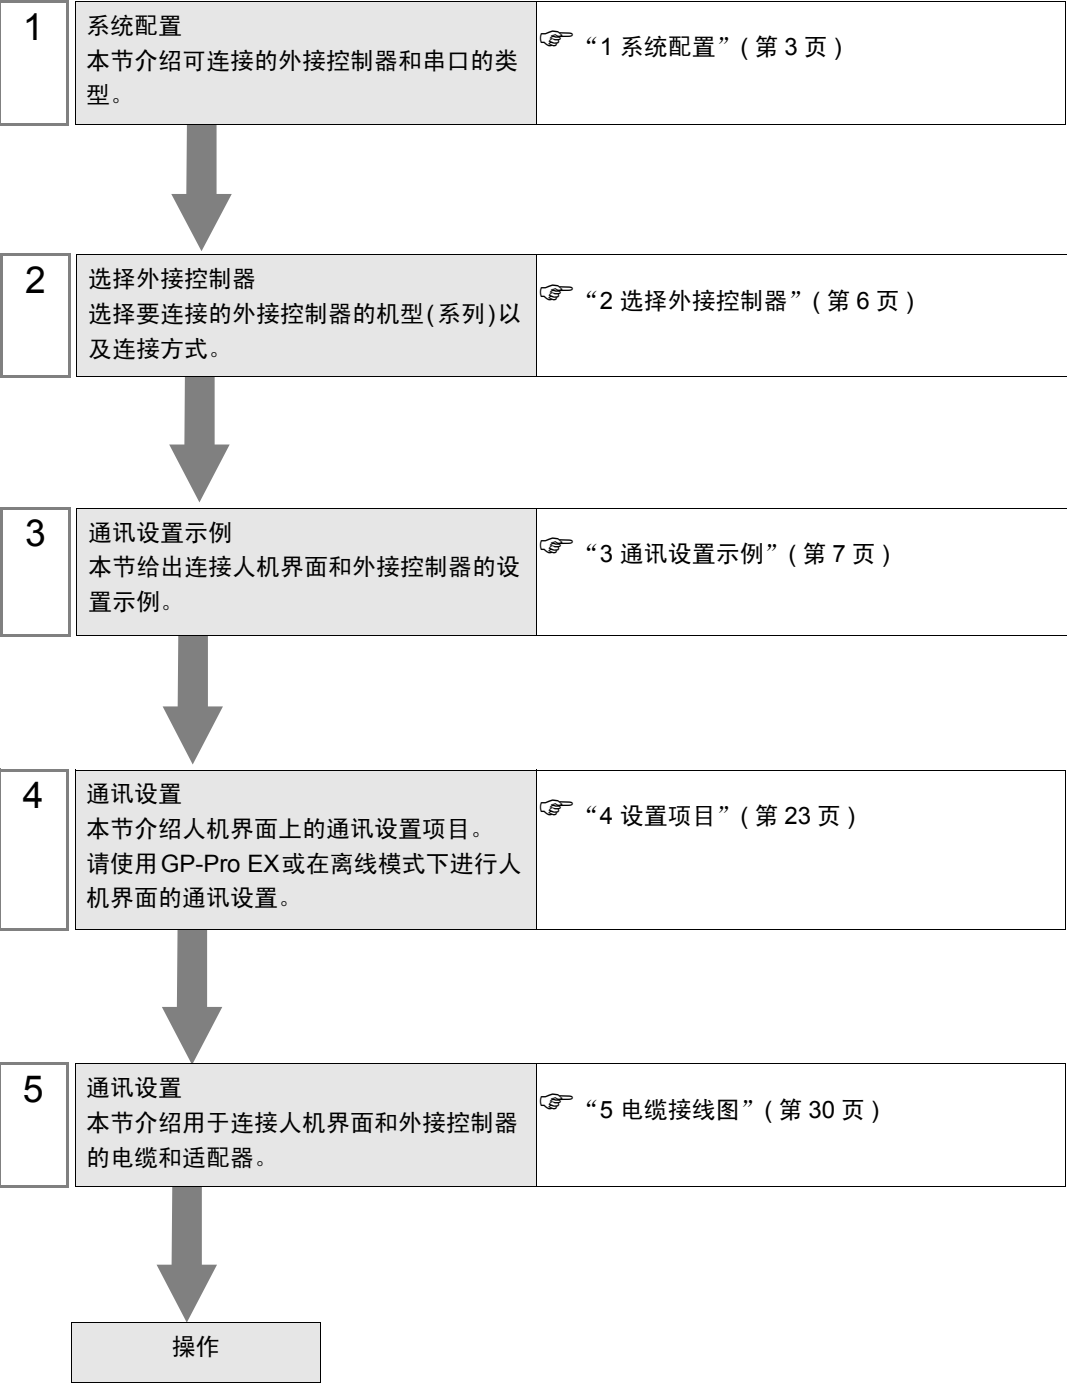 1
系统配置
本节介绍可连接的外接控制器和串口的类
型。
“1 系统配置” ( 第 3 页 )
2
选择外接控制器
选择要连接的外接控制器的机型(系列)以
及连接方式。
“2 选择外接控制器” ( 第 6 页 )
3
通讯设置示例
本节给出连接人机界面和外接控制器的设
置示例。
“3 通讯设置示例” ( 第 7 页 )
4
通讯设置
本节介绍人机界面上的通讯设置项目。
请使用GP-Pro EX或在离线模式下进行人
机界面的通讯设置。
“4 设置项目” ( 第 23 页 )
5
通讯设置
本节介绍用于连接人机界面和外接控制器
的电缆和适配器。
“5 电缆接线图” ( 第 30 页 )
操作